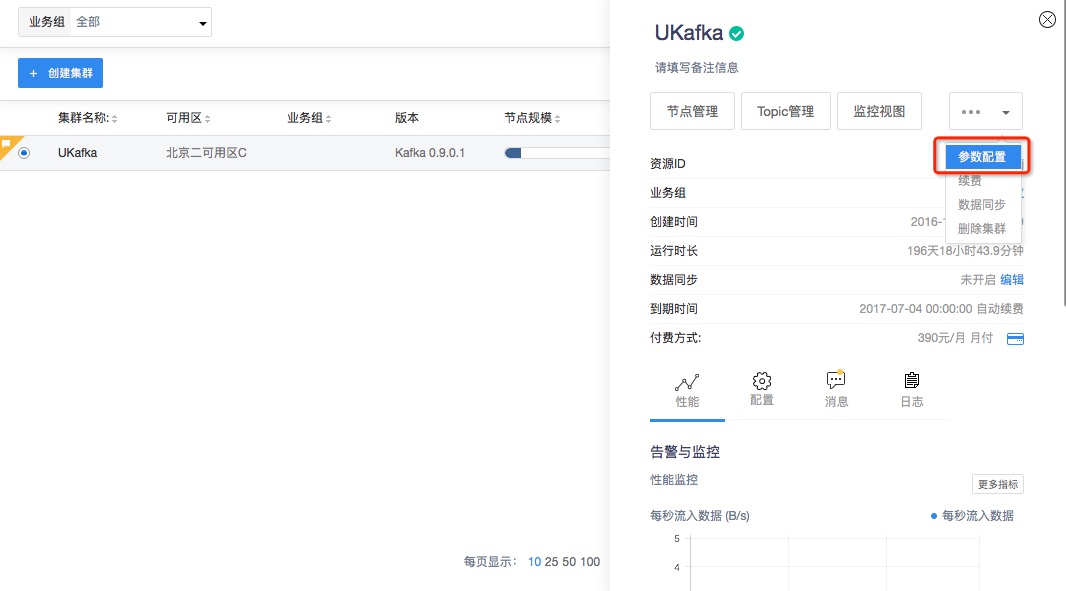 业务组 全部
+ 创建集群
集群名称: 可用区 业务组 版本 节点规模
UKafka 北京二可用区C Kafka 0.9.0.1
每页显示: 10 25 50 100
UKafka
请填写备注信息
节点管理 Topic管理 监控视图
参数配置
续费
数据同步
删除集群
资源ID
业务组
创建时间 2016-
运行时长 196天18小时43.9分钟
数据同步 未开启 编辑
到期时间 2017-07-04 00:00:00 自动续费
付费方式: 390元/月 月付
性能 配置 消息 日志
告警与监控
性能监控 更多指标
每秒流入数据 (B/s) 每秒流入数据
5
4